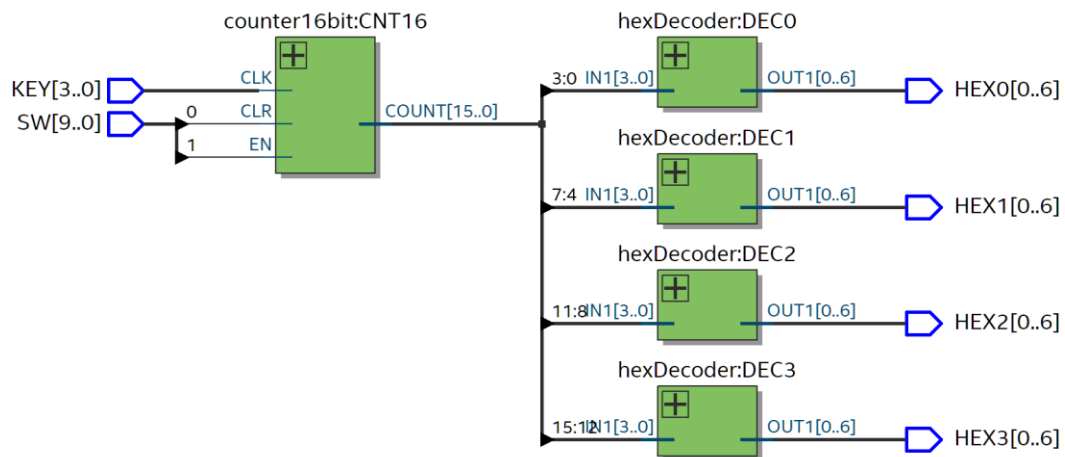 counter16bit:CNT16
hexDecoder:DEC0
KEY[3..0]
CLK
SW[9..0]
0
CLR
1
EN
COUNT[15..0]
3:0
IN1[3..0]
OUT1[0..6]
HEX0[0..6]
hexDecoder:DEC1
7:4
IN1[3..0]
OUT1[0..6]
HEX1[0..6]
hexDecoder:DEC2
11:8
IN1[3..0]
OUT1[0..6]
HEX2[0..6]
hexDecoder:DEC3
15:12
IN1[3..0]
OUT1[0..6]
HEX3[0..6]